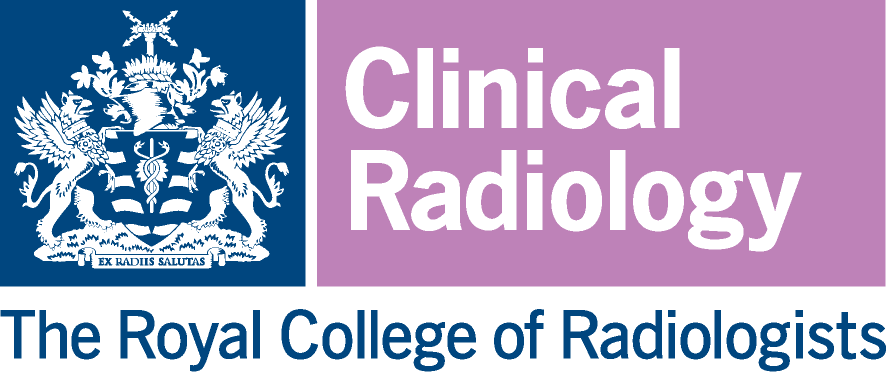 Clinical
Radiology
EX RADIIS SALUTAS
The Royal College of Radiologists